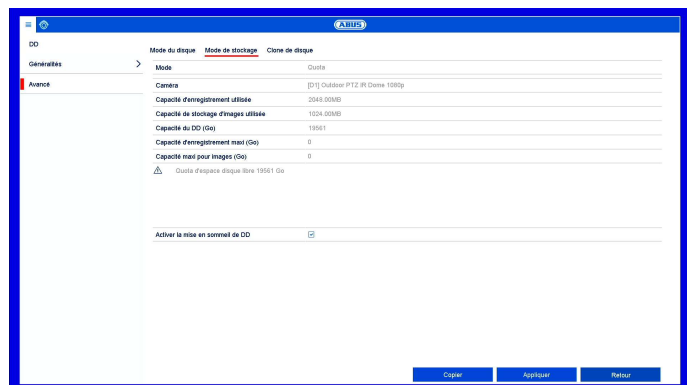 ABUS
DD
Généralités
Avancé
Mode du disque Mode de stockage Clone de disque
Mode Quota
Caméra [D1] Outdoor PTZ IR Dome 1080p
Capacité d'enregistrement utilisée 2048.00MB
Capacité de stockage d'images utilisée 1024.00MB
Capacité du DD (Go) 19561
Capacité d'enregistrement maxi (Go) 0
Capacité maxi pour images (Go) 0
Quota d'espace disque libre 19561 Go
Activer la mise en sommeil de DD
Copier Appliquer Retour